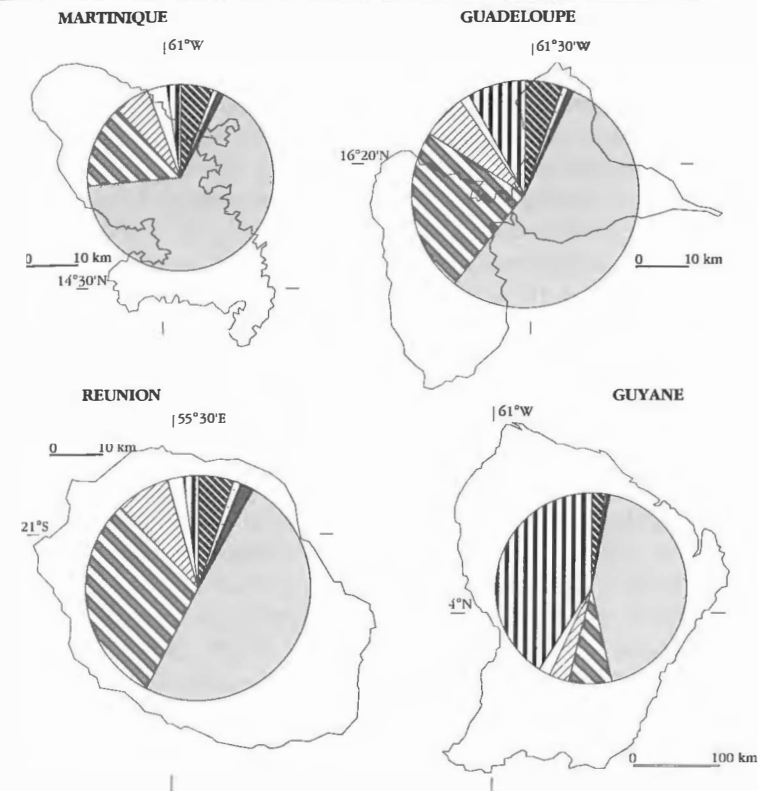 MARTINIQUE
61°W
0 10 km
14°30'N
GUADELOUPE
61°30'W
16°20'N
0 10 km
REUNION
55°30'E
0 10 km
21°S
GUYANE
61°W
4°N
0 100 km